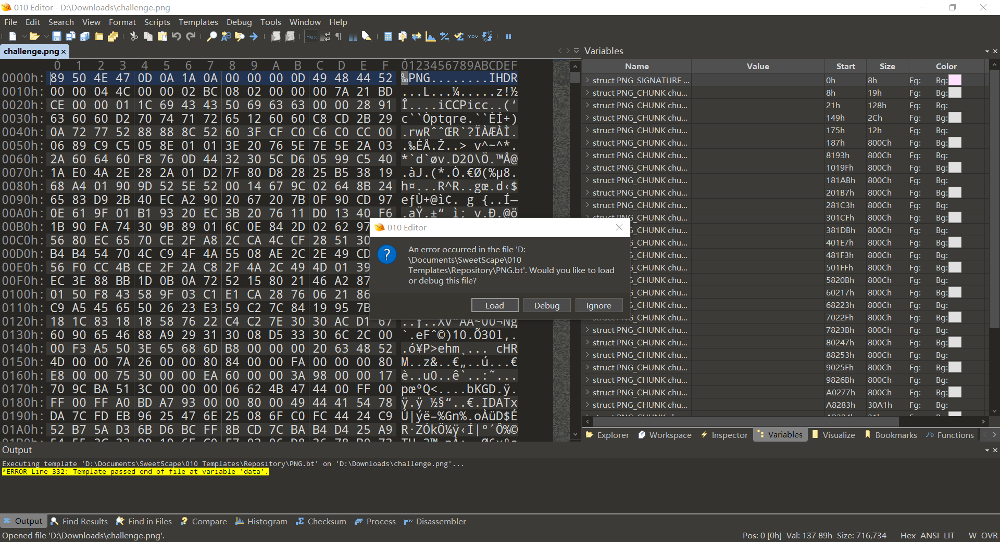 010 Editor - D:\Downloads\challenge.png
File Edit Search View Format Scripts Templates Debug Tools Window Help
challenge.png ×
0 1 2 3 4 5 6 7 8 9 A B C D E F 0123456789ABCDEF
0000h: 89 50 4E 47 0D 0A 1A 0A 00 00 00 0D 49 48 44 52 ‰PNG........IHDR
0010h: 00 00 04 4C 00 00 02 BC 08 02 00 00 00 7A 21 BD ...L...¼.....z!½
0020h: CE 00 00 01 1C 69 43 43 50 69 63 63 00 00 28 91 Î....iCCPicc..(‘
0030h: 63 60 60 D2 70 74 71 72 65 12 60 60 C8 CD 2B 29 c``Òptqre.``ÈÍ+)
0040h: 0A 72 77 52 88 88 8C 52 60 3F CF C0 C6 C0 CC 00 .rwRˆˆŒR`?ÏÀÆÀÌ.
0050h: 06 89 C9 C5 05 8E 01 01 3E 20 76 5E 7E 5E 2A 03 .‰ÉÅ.Ž..> v^~^*.
0060h: 2A 60 64 60 F8 76 0D 44 32 30 5C D6 05 99 C5 40 *`d`øv.D20\Ö.™Å@
0070h: 1A E0 4A 2E 28 2A 01 D2 7F 80 D8 28 25 B5 38 19 .àJ.(*.Ò.€Ø(%µ8.
0080h: 68 A4 01 90 9D 52 5E 52 00 14 67 9C 02 64 8B 24 h¤...R^R..gœ.d‹$
0090h: 65 83 D9 2B 40 EC A2 90 20 67 20 7B 0F 90 CD 97 eƒÙ+@ì¢. g {..Í—
00A0h: 0E 61 9F 01 B1 93 20 EC 3B 20 76 11 D0 13 40 F6 .aŸ.±“ ì; v.Ð.@ö
00B0h: 1B 90 FA 74 30 9B 89 01 6C 0E 84 2D 02 62 97
00C0h: 56 80 EC 65 70 CE 2F A8 2C CA 4C CF 28 51 30
00D0h: B4 B4 54 70 4C C9 4F 4A 55 08 AE 2C 2E 49 CD
00E0h: 56 F0 CC 4B CE 2F 2A C8 2F 4A 2C 49 4D 01 39
00F0h: EC 3E 88 BB 1D 0B 0A 72 52 15 80 21 46 A2 87
0100h: 01 50 F8 43 58 9F 03 C1 E1 CA 28 76 06 21 86
0110h: C9 A5 45 65 50 26 23 E3 59 C2 7C 84 19 95 7B
0120h: 18 1C 83 18 18 58 76 22 C4 C2 7E 30 30 AC D1 67 ..ƒ..Xv"ÄÂ~00¬Ñg
0130h: 60 90 65 46 88 A9 29 31 30 08 D5 33 30 6C 2C 00 `.eFˆ©)10.Õ30l,.
0140h: 00 F3 A5 50 3E 65 68 6D B8 00 00 00 20 63 48 52 .ó¥P>ehm¸... cHR
0150h: 4D 00 00 7A 26 00 00 80 84 00 00 FA 00 00 00 80 M..z&..€„..ú...€
0160h: E8 00 00 75 30 00 00 EA 60 00 00 3A 98 00 00 17 è..u0..ê`..:˜...
0170h: 70 9C BA 51 3C 00 00 00 06 62 4B 47 44 00 FF 00 pœºQ<....bKGD.ÿ.
0180h: FF 00 FF A0 BD A7 93 00 00 80 00 49 44 41 54 78 ÿ.ÿ ½§“..€.IDATx
0190h: DA 7C FD EB 96 25 47 6E 25 08 6F C0 FC 44 24 C9 Ú|ýë–%Gn%.oÀüD$É
01A0h: 52 B7 5A D3 6B D6 BC FF 8B CD 7C BA B4 D4 25 A9 R·ZÓkÖ¼ÿ‹Í|º´Ô%©
Variables
Name Value Start Size Color
struct PNG_SIGNATURE ... 0h 8h Fg: Bg:
struct PNG_CHUNK chu... 8h 19h Fg: Bg:
struct PNG_CHUNK chu... 21h 128h Fg: Bg:
struct PNG_CHUNK chu... 149h 2Ch Fg: Bg:
struct PNG_CHUNK chu... 175h 12h Fg: Bg:
struct PNG_CHUNK chu... 187h 800Ch Fg: Bg:
struct PNG_CHUNK chu... 8193h 800Ch Fg: Bg:
struct PNG_CHUNK chu... 1019Fh 800Ch Fg: Bg:
struct PNG_CHUNK chu... 181ABh 800Ch Fg: Bg:
struct PNG_CHUNK chu... 201B7h 800Ch Fg: Bg:
struct PNG_CHUNK chu... 281C3h 800Ch Fg: Bg:
struct PNG_CHUNK chu... 301CFh 800Ch Fg: Bg:
G_CHUNK chu... 381DBh 800Ch Fg: Bg:
G_CHUNK chu... 401E7h 800Ch Fg: Bg:
G_CHUNK chu... 481F3h 800Ch Fg: Bg:
G_CHUNK chu... 501FFh 800Ch Fg: Bg:
G_CHUNK chu... 5820Bh 800Ch Fg: Bg:
G_CHUNK chu... 60217h 800Ch Fg: Bg:
G_CHUNK chu... 68223h 800Ch Fg: Bg:
struct PNG_CHUNK chu... 7022Fh 800Ch Fg: Bg:
struct PNG_CHUNK chu... 7823Bh 800Ch Fg: Bg:
struct PNG_CHUNK chu... 80247h 800Ch Fg: Bg:
struct PNG_CHUNK chu... 88253h 800Ch Fg: Bg:
struct PNG_CHUNK chu... 9025Fh 800Ch Fg: Bg:
struct PNG_CHUNK chu... 9826Bh 800Ch Fg: Bg:
struct PNG_CHUNK chu... A0277h 800Ch Fg: Bg:
struct PNG_CHUNK chu... A8283h 30A1h Fg: Bg:
Explorer Workspace Inspector Variables Visualize Bookmarks Functions
010 Editor
An error occurred in the file 'D:
\Documents\SweetScape\010
Templates\Repository\PNG.bt'. Would you like to load
or debug this file?
Load Debug Ignore
Output
Executing template 'D:\Documents\SweetScape\010 Templates\Repository\PNG.bt' on 'D:\Downloads\challenge.png'...
*ERROR Line 332: Template passed end of file at variable 'data'.
Output Find Results Find in Files Compare Histogram Checksum Process Disassembler
Opened file 'D:\Downloads\challenge.png'. Pos: 0 [0h] Val: 137 89h Size: 716,734 Hex ANSI LIT W OVR